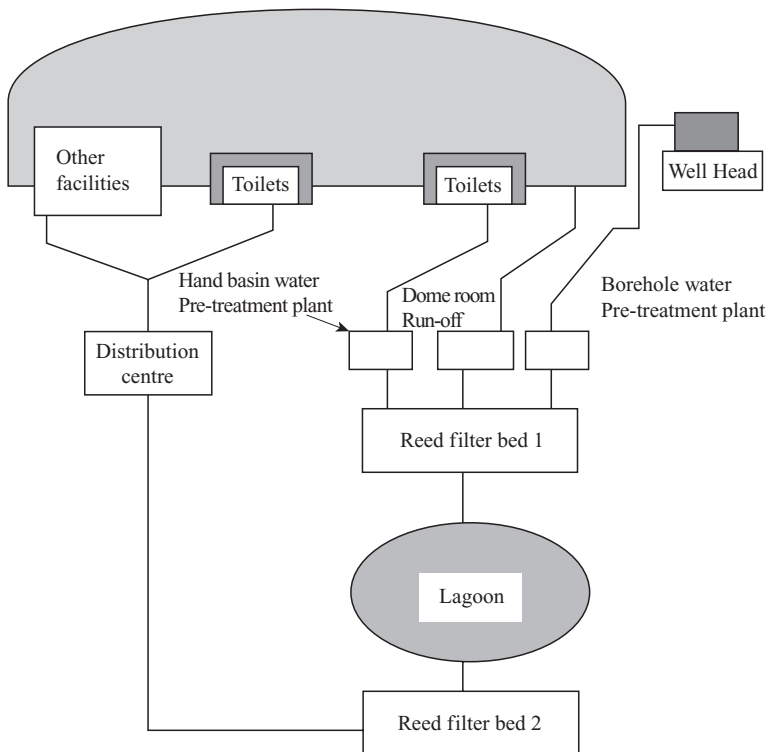 Other
facilities
Toilets
Toilets
Well Head
Hand basin water
Pre-treatment plant
Dome room
Run-off
Borehole water
Pre-treatment plant
Distribution
centre
Reed filter bed 1
Lagoon
Reed filter bed 2